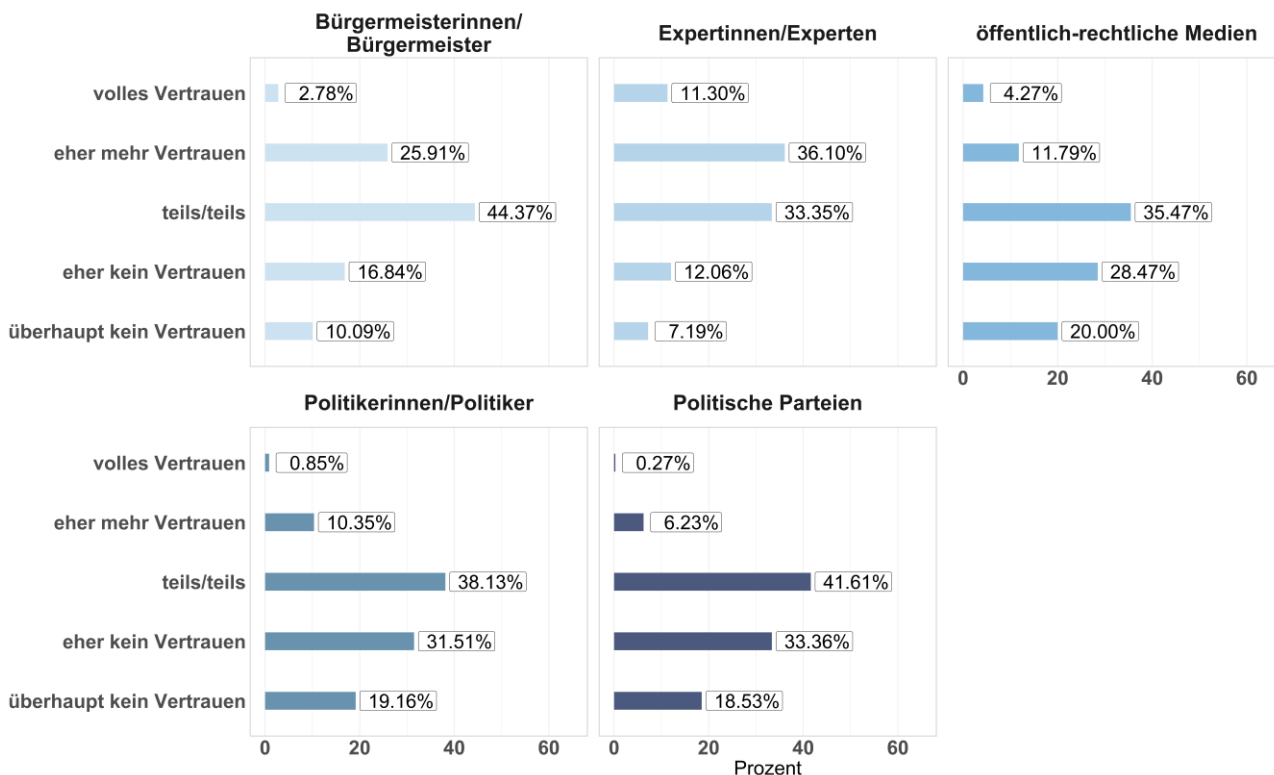 Bürgermeisterinnen/
Bürgermeister
Expertinnen/Experten
öffentlich-rechtliche Medien
volles Vertrauen 2.78% 11.30% 4.27%
eher mehr Vertrauen 25.91% 36.10% 11.79%
teils/teils 44.37% 33.35% 35.47%
eher kein Vertrauen 16.84% 12.06% 28.47%
überhaupt kein Vertrauen 10.09% 7.19% 20.00%
0 20 40 60
Politikerinnen/Politiker
Politische Parteien
volles Vertrauen 0.85% 0.27%
eher mehr Vertrauen 10.35% 6.23%
teils/teils 38.13% 41.61%
eher kein Vertrauen 31.51% 33.36%
überhaupt kein Vertrauen 19.16% 18.53%
0 20 40 60 0 20 40 60
Prozent